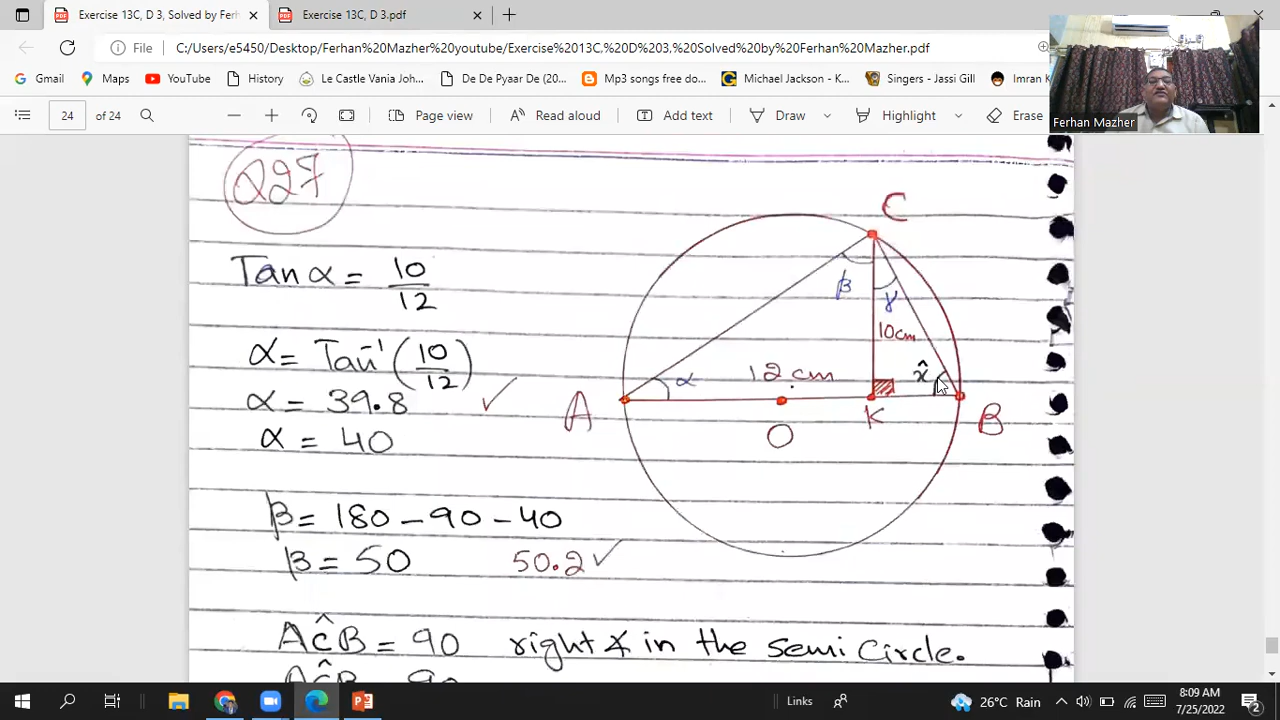 Exercise 13C, D 3, Solved by Ferh
Exercise 13C, D 3.pdf
File
C:/Users/e5450/Desktop/Ferhan%20Ma
Exercise%2013C,%20D%203,%20Solved%20by%20Ferhan%20Mazher.pdf
Gmail
Maps
YouTube
History
Le Castle Vania Joh...
De De Pyaar De (20...
Mp3 songs free do...
Michael Jackson - K...
Singers - Jassi Gill
Imran K
24
of 24
Page view
Read aloud
Add text
Draw
Highlight
Erase
Ferhan Mazher
Q27
C
Tan α = 10/12
β
γ
α = Tan⁻¹ (10/12)
10cm
12 cm
x̂
α
α = 39.8 ✓
A
K
B
O
α = 40
β = 180 - 90 - 40
β = 50 50.2 ✓
AĈB = 90 right ∡ in the semi Circle.
AĈB = 90
Links
26°C Rain
8:09 AM
7/25/2022
2